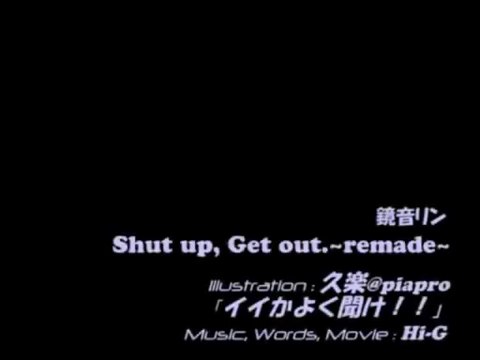 鏡音リン
Shut up, Get out.~remade~
Illustration : 久楽@piapro
「イイかよく聞け！！」
Music, Words, Movie : Hi-G